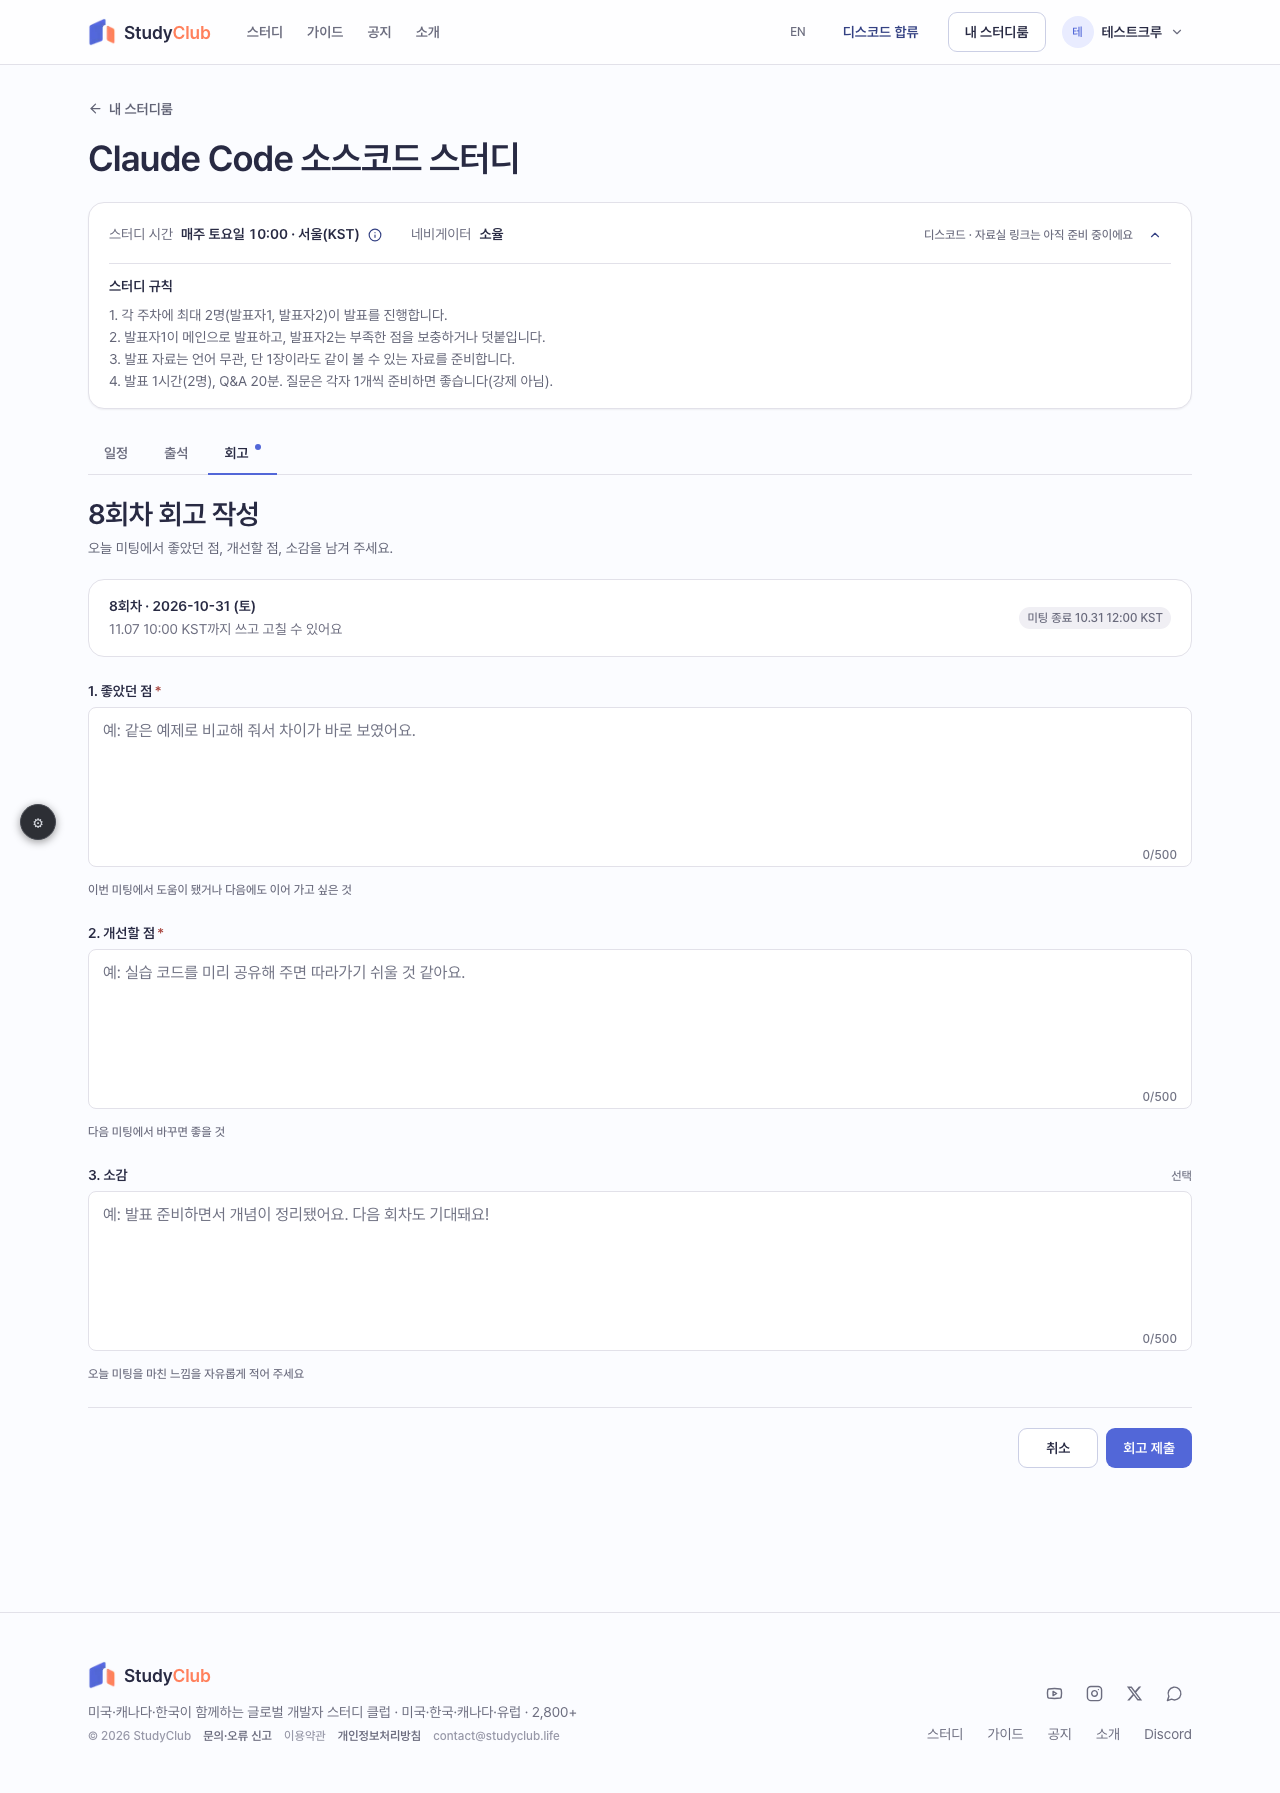 StudyClub
스터디
가이드
공지
소개
EN
디스코드 합류
내 스터디룸
테
테스트크루
내 스터디룸
Claude Code 소스코드 스터디
스터디 시간 매주 토요일 10:00 · 서울(KST)
네비게이터 소율
디스코드 · 자료실 링크는 아직 준비 중이에요
스터디 규칙
1. 각 주차에 최대 2명(발표자1, 발표자2)이 발표를 진행합니다.
2. 발표자1이 메인으로 발표하고, 발표자2는 부족한 점을 보충하거나 덧붙입니다.
3. 발표 자료는 언어 무관, 단 1장이라도 같이 볼 수 있는 자료를 준비합니다.
4. 발표 1시간(2명), Q&A 20분. 질문은 각자 1개씩 준비하면 좋습니다(강제 아님).
일정
출석
회고
8회차 회고 작성
오늘 미팅에서 좋았던 점, 개선할 점, 소감을 남겨 주세요.
8회차 · 2026-10-31 (토)
11.07 10:00 KST까지 쓰고 고칠 수 있어요
미팅 종료 10.31 12:00 KST
1. 좋았던 점 *
예: 같은 예제로 비교해 줘서 차이가 바로 보였어요.
0/500
이번 미팅에서 도움이 됐거나 다음에도 이어 가고 싶은 것
2. 개선할 점 *
예: 실습 코드를 미리 공유해 주면 따라가기 쉬울 것 같아요.
0/500
다음 미팅에서 바꾸면 좋을 것
3. 소감
선택
예: 발표 준비하면서 개념이 정리됐어요. 다음 회차도 기대돼요!
0/500
오늘 미팅을 마친 느낌을 자유롭게 적어 주세요
취소
회고 제출
StudyClub
미국·캐나다·한국이 함께하는 글로벌 개발자 스터디 클럽 · 미국·한국·캐나다·유럽 · 2,800+
© 2026 StudyClub 문의·오류 신고 이용약관 개인정보처리방침 contact@studyclub.life
스터디
가이드
공지
소개
Discord